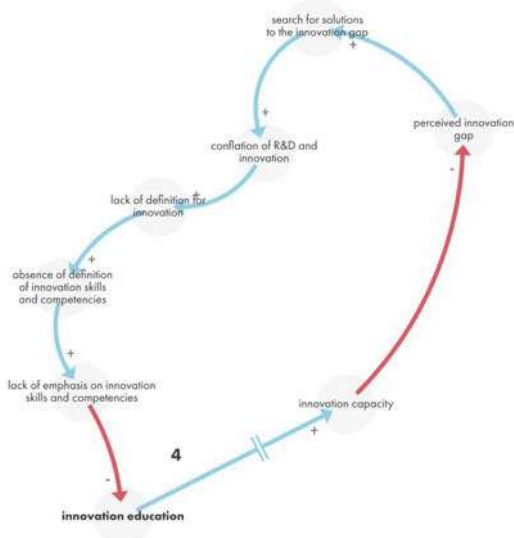 search for solutions
to the innovation gap
+
perceived innovation
gap
-
+
conflation of R&D and
innovation
+
lack of definition for
innovation
+
absence of definition
of innovation skills
and competencies
+
lack of emphasis on innovation
skills and competencies
-
innovation capacity
+
4
innovation education